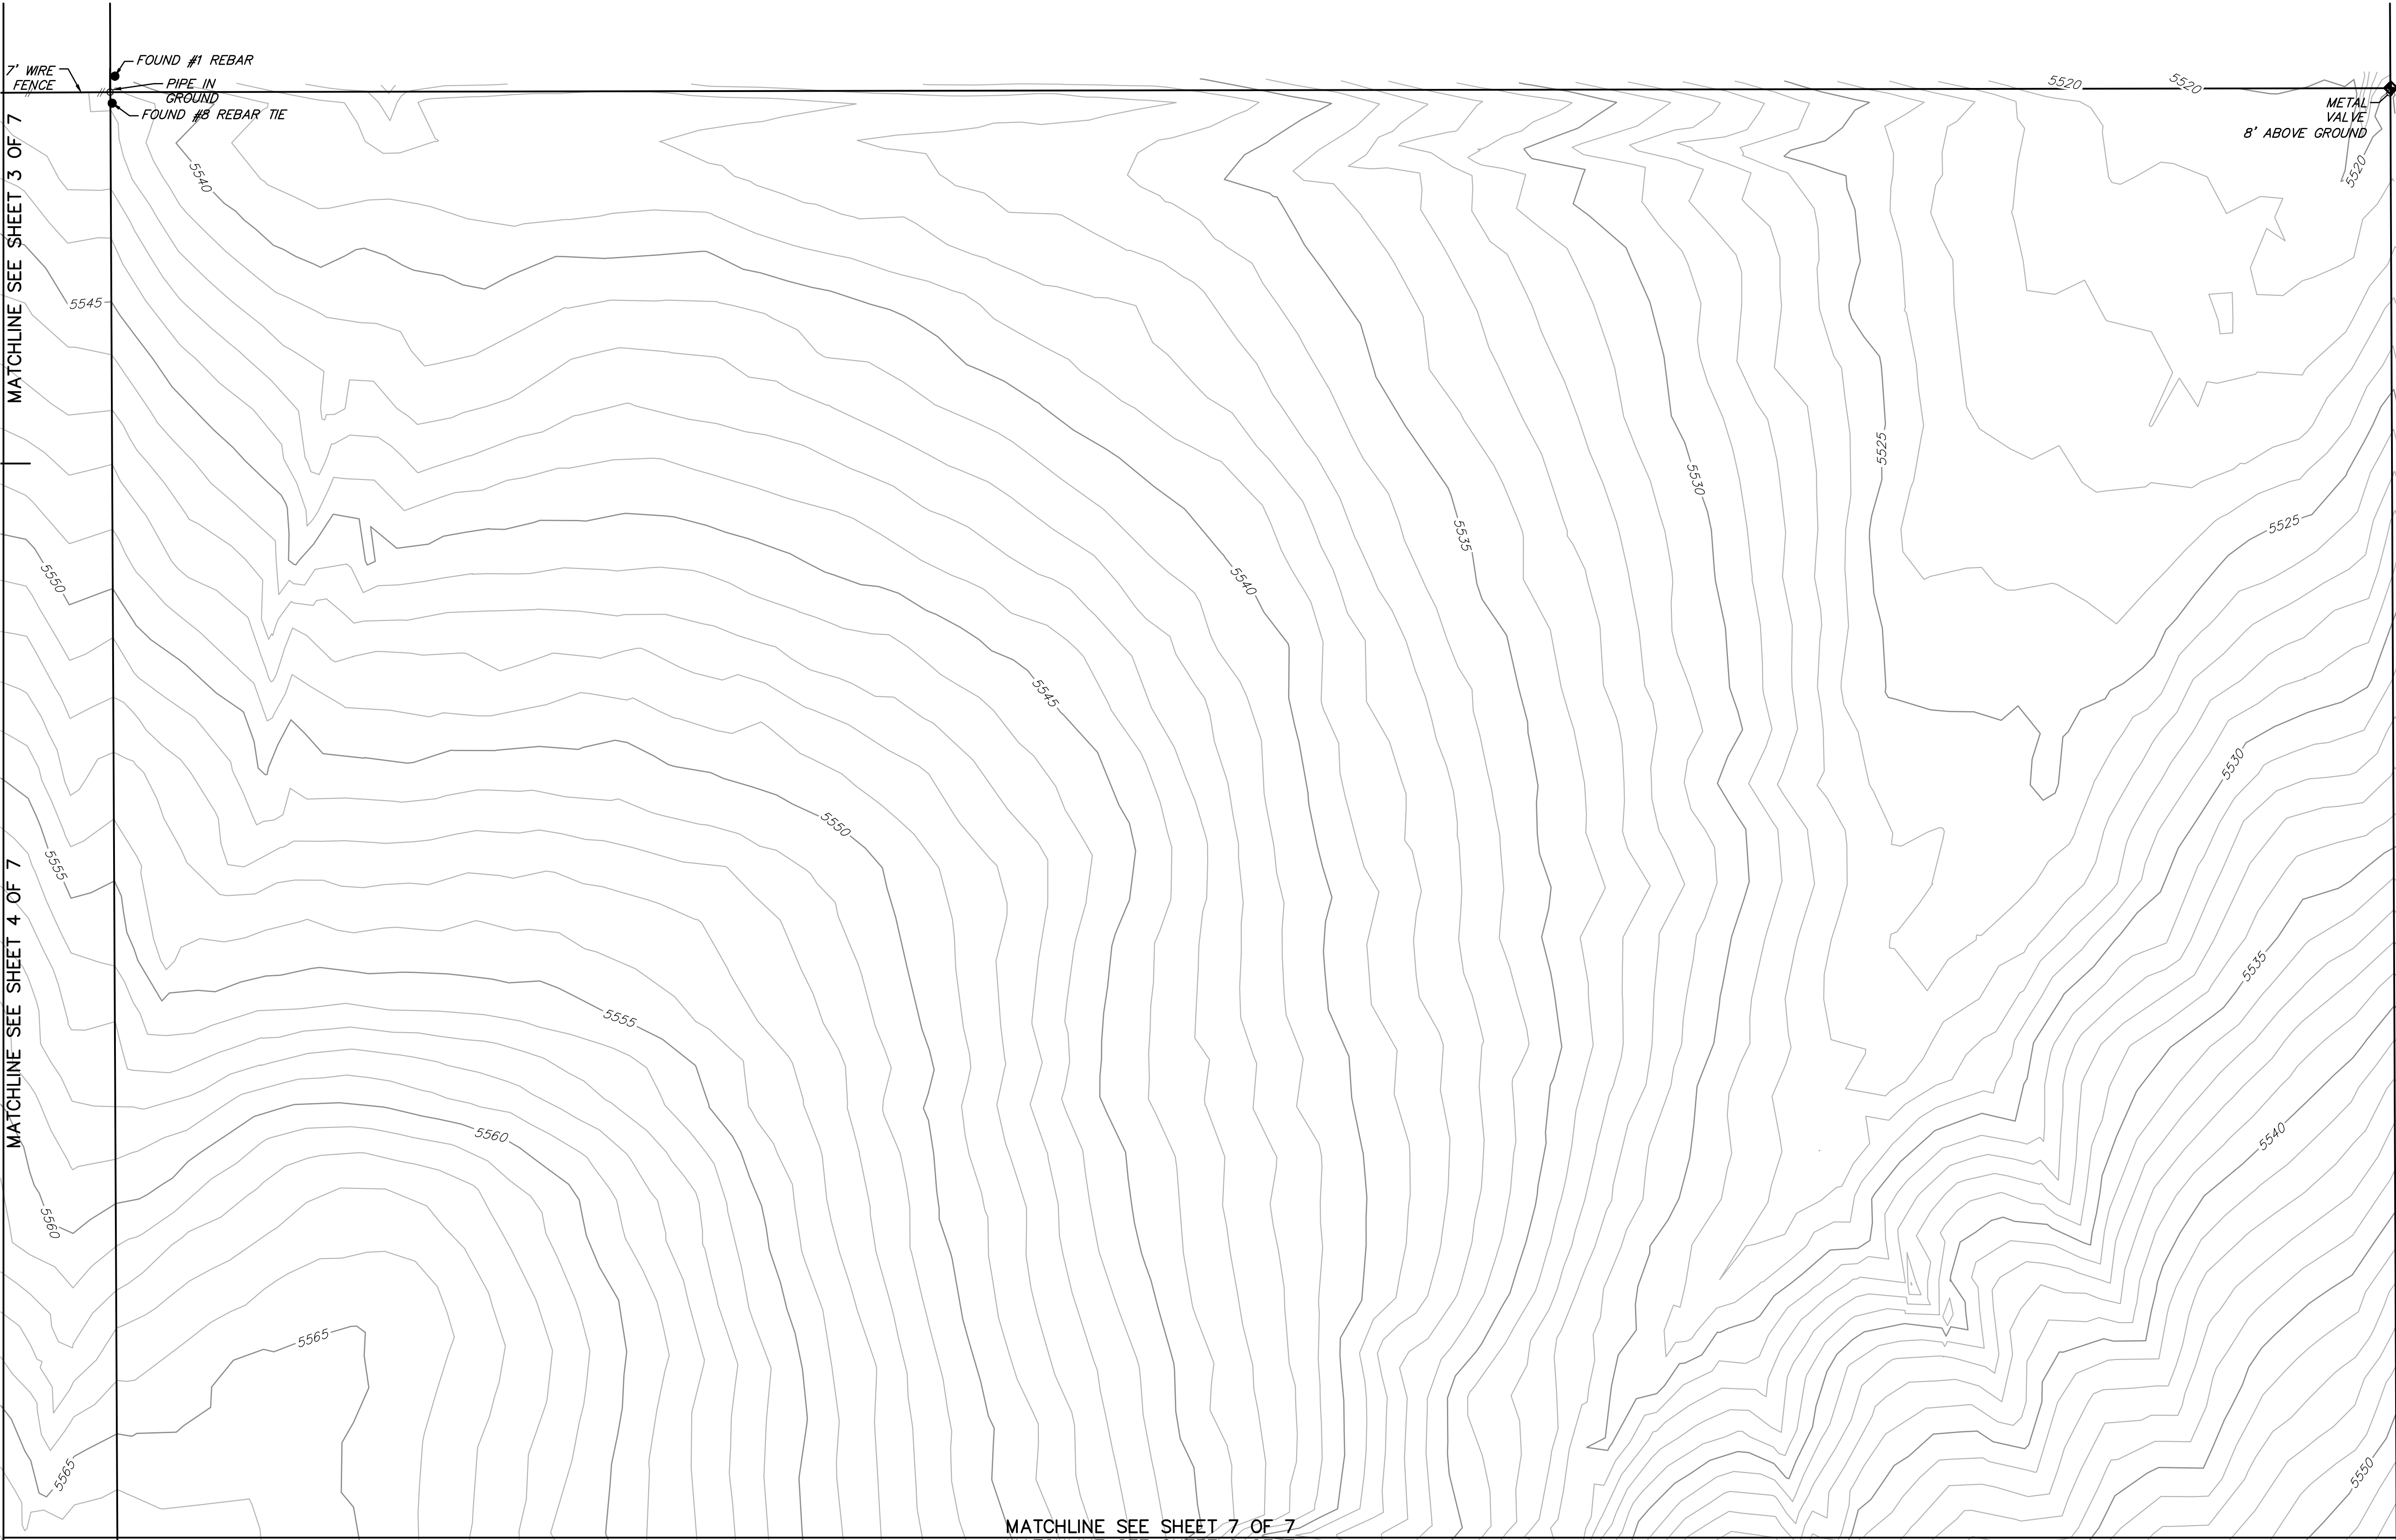 FOUND #1 REBAR
7' WIRE
FENCE
PIPE IN
GROUND
FOUND #8 REBAR TIE
5520
5520
METAL
VALVE
8' ABOVE GROUND
5520
MATCHLINE SEE SHEET 3 OF 7
5540
5545
5525
5530
5525
5535
5550
5540
5545
5530
5550
5555
MATCHLINE SEE SHEET 4 OF 7
5535
5555
5560
5540
5560
5565
5565
5550
MATCHLINE SEE SHEET 7 OF 7